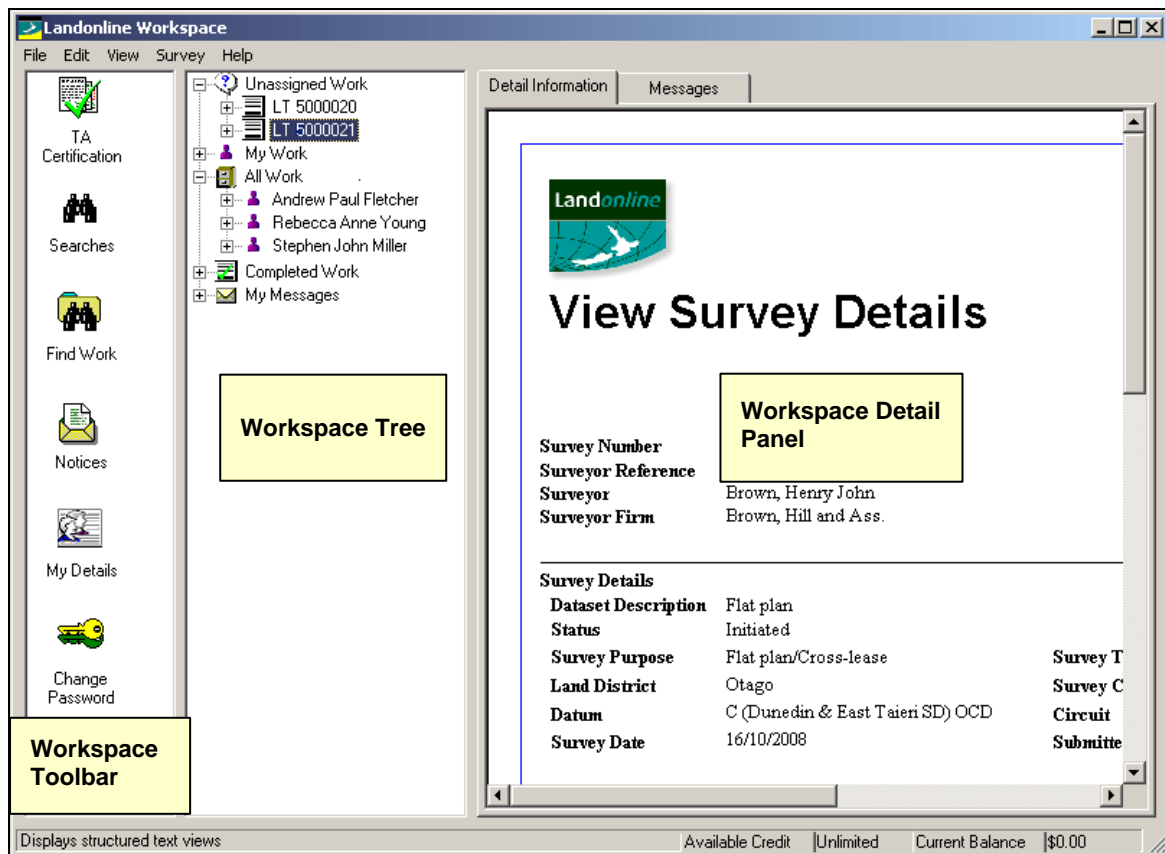 Landonline Workspace
File Edit View Survey Help
TA
Certification
Searches
Find Work
Notices
My Details
Change
Password
Workspace
Toolbar
Unassigned Work
LT 5000020
LT 5000021
My Work
All Work
Andrew Paul Fletcher
Rebecca Anne Young
Stephen John Miller
Completed Work
My Messages
Workspace Tree
Detail Information Messages
Landonline
View Survey Details
Workspace Detail
Panel
Survey Number
Surveyor Reference
Surveyor Brown, Henry John
Surveyor Firm Brown, Hill and Ass.
Survey Details
Dataset Description Flat plan
Status Initiated
Survey Purpose Flat plan/Cross-lease Survey T
Land District Otago Survey C
Datum C (Dunedin & East Taieri SD) OCD Circuit
Survey Date 16/10/2008 Submitte
Displays structured text views Available Credit Unlimited Current Balance $0.00